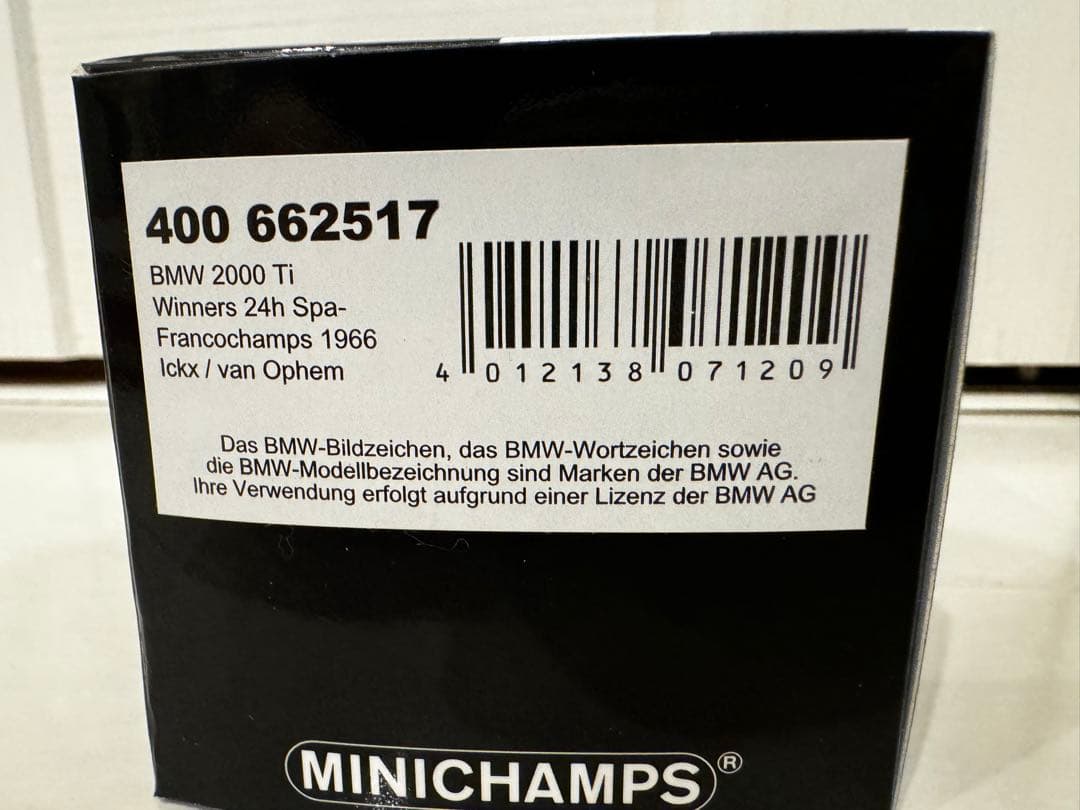 400 662517
BMW 2000 Ti
Winners 24h Spa-
Francochamps 1966
Ickx / van Ophem
4 012138 071209
Das BMW-Bildzeichen, das BMW-Wortzeichen sowie
die BMW-Modellbezeichnung sind Marken der BMW AG.
Ihre Verwendung erfolgt aufgrund einer Lizenz der BMW AG
MINICHAMPS®